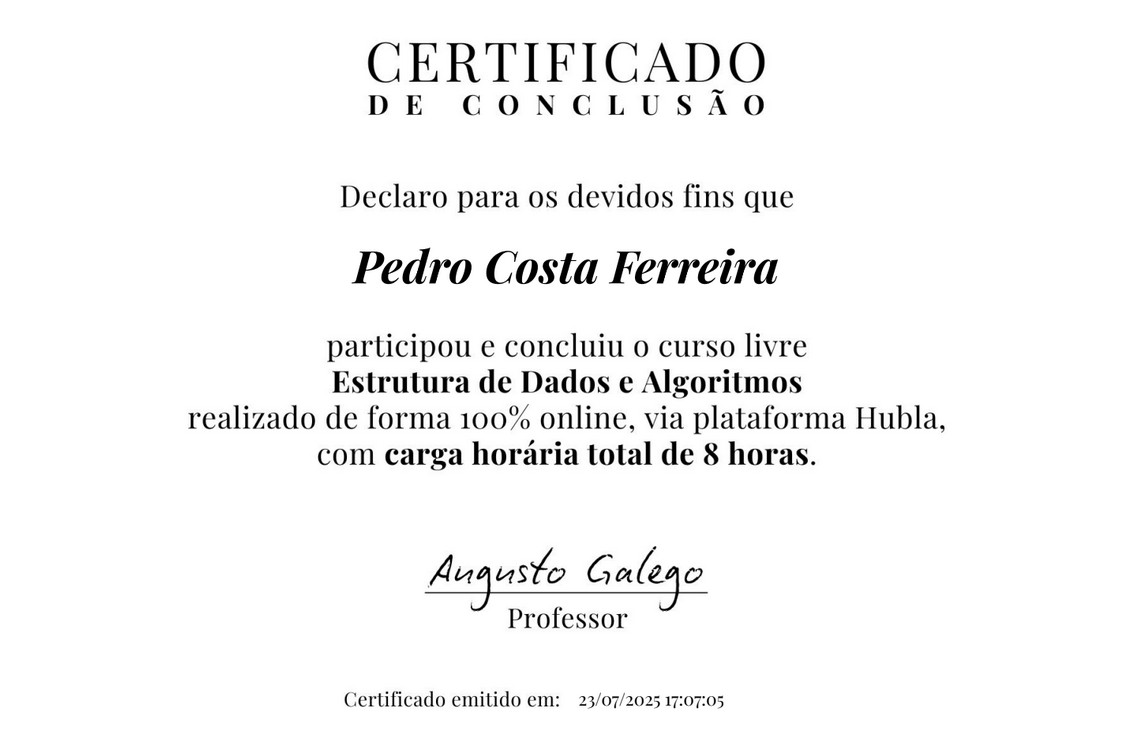 CERTIFICADO
DE CONCLUSÃO
Declaro para os devidos fins que
Pedro Costa Ferreira
participou e concluiu o curso livre
Estrutura de Dados e Algoritmos
realizado de forma 100% online, via plataforma Hubla,
com carga horária total de 8 horas.
Augusto Galego
Professor
Certificado emitido em: 23/07/2025 17:07:05